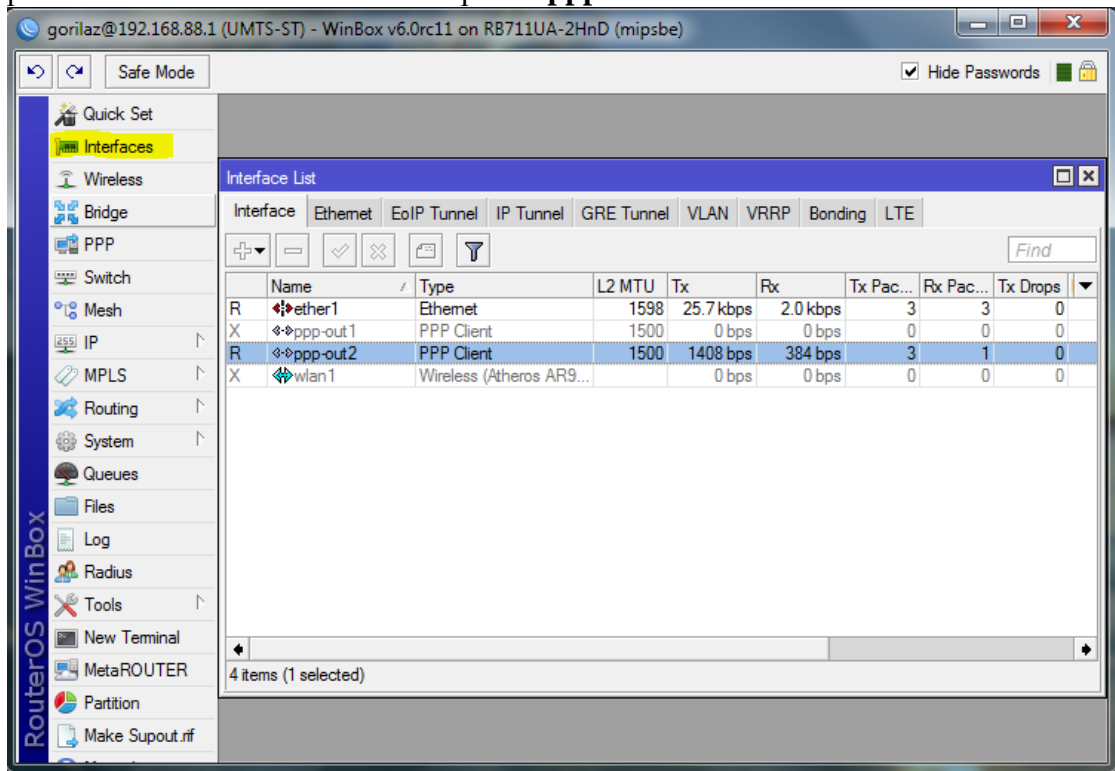 ppp
gorilaz@192.168.88.1 (UMTS-ST) - WinBox v6.0rc11 on RB711UA-2HnD (mipsbe)
Safe Mode
Hide Passwords
RouterOS WinBox
Quick Set
Interfaces
Wireless
Bridge
PPP
Switch
Mesh
IP
MPLS
Routing
System
Queues
Files
Log
Radius
Tools
New Terminal
MetaROUTER
Partition
Make Supout.rif
Interface List
Interface Ethernet EoIP Tunnel IP Tunnel GRE Tunnel VLAN VRRP Bonding LTE
Find
Name Type L2 MTU Tx Rx Tx Pac... Rx Pac... Tx Drops
R ether1 Ethernet 1598 25.7 kbps 2.0 kbps 3 3 0
X ppp-out1 PPP Client 1500 0 bps 0 bps 0 0 0
R ppp-out2 PPP Client 1500 1408 bps 384 bps 3 1 0
X wlan1 Wireless (Atheros AR9... 0 bps 0 bps 0 0 0
4 items (1 selected)